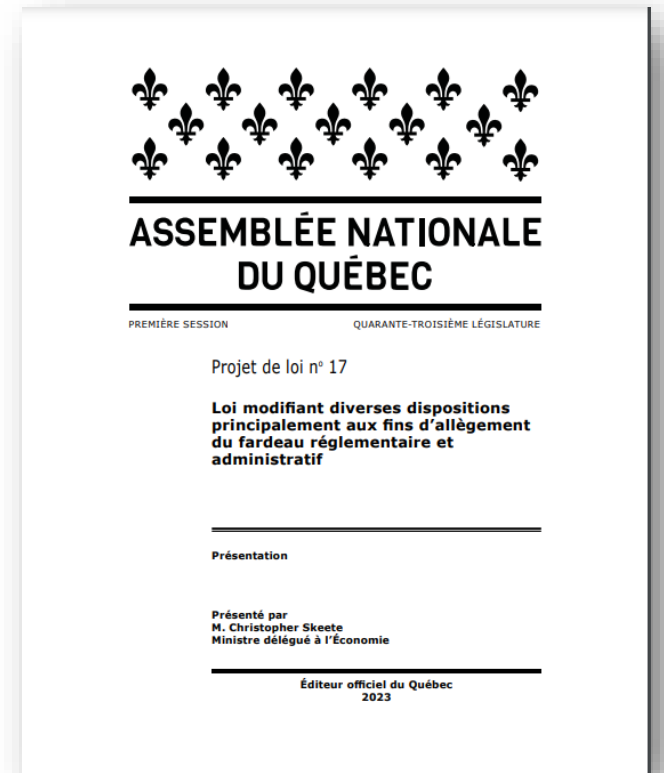 ASSEMBLÉE NATIONALE
DU QUÉBEC
PREMIÈRE SESSION QUARANTE-TROISIÈME LÉGISLATURE
Projet de loi nº 17
Loi modifiant diverses dispositions
principalement aux fins d’allègement
du fardeau réglementaire et
administratif
Présentation
Présenté par
M. Christopher Skeete
Ministre délégué à l’Économie
Éditeur officiel du Québec
2023